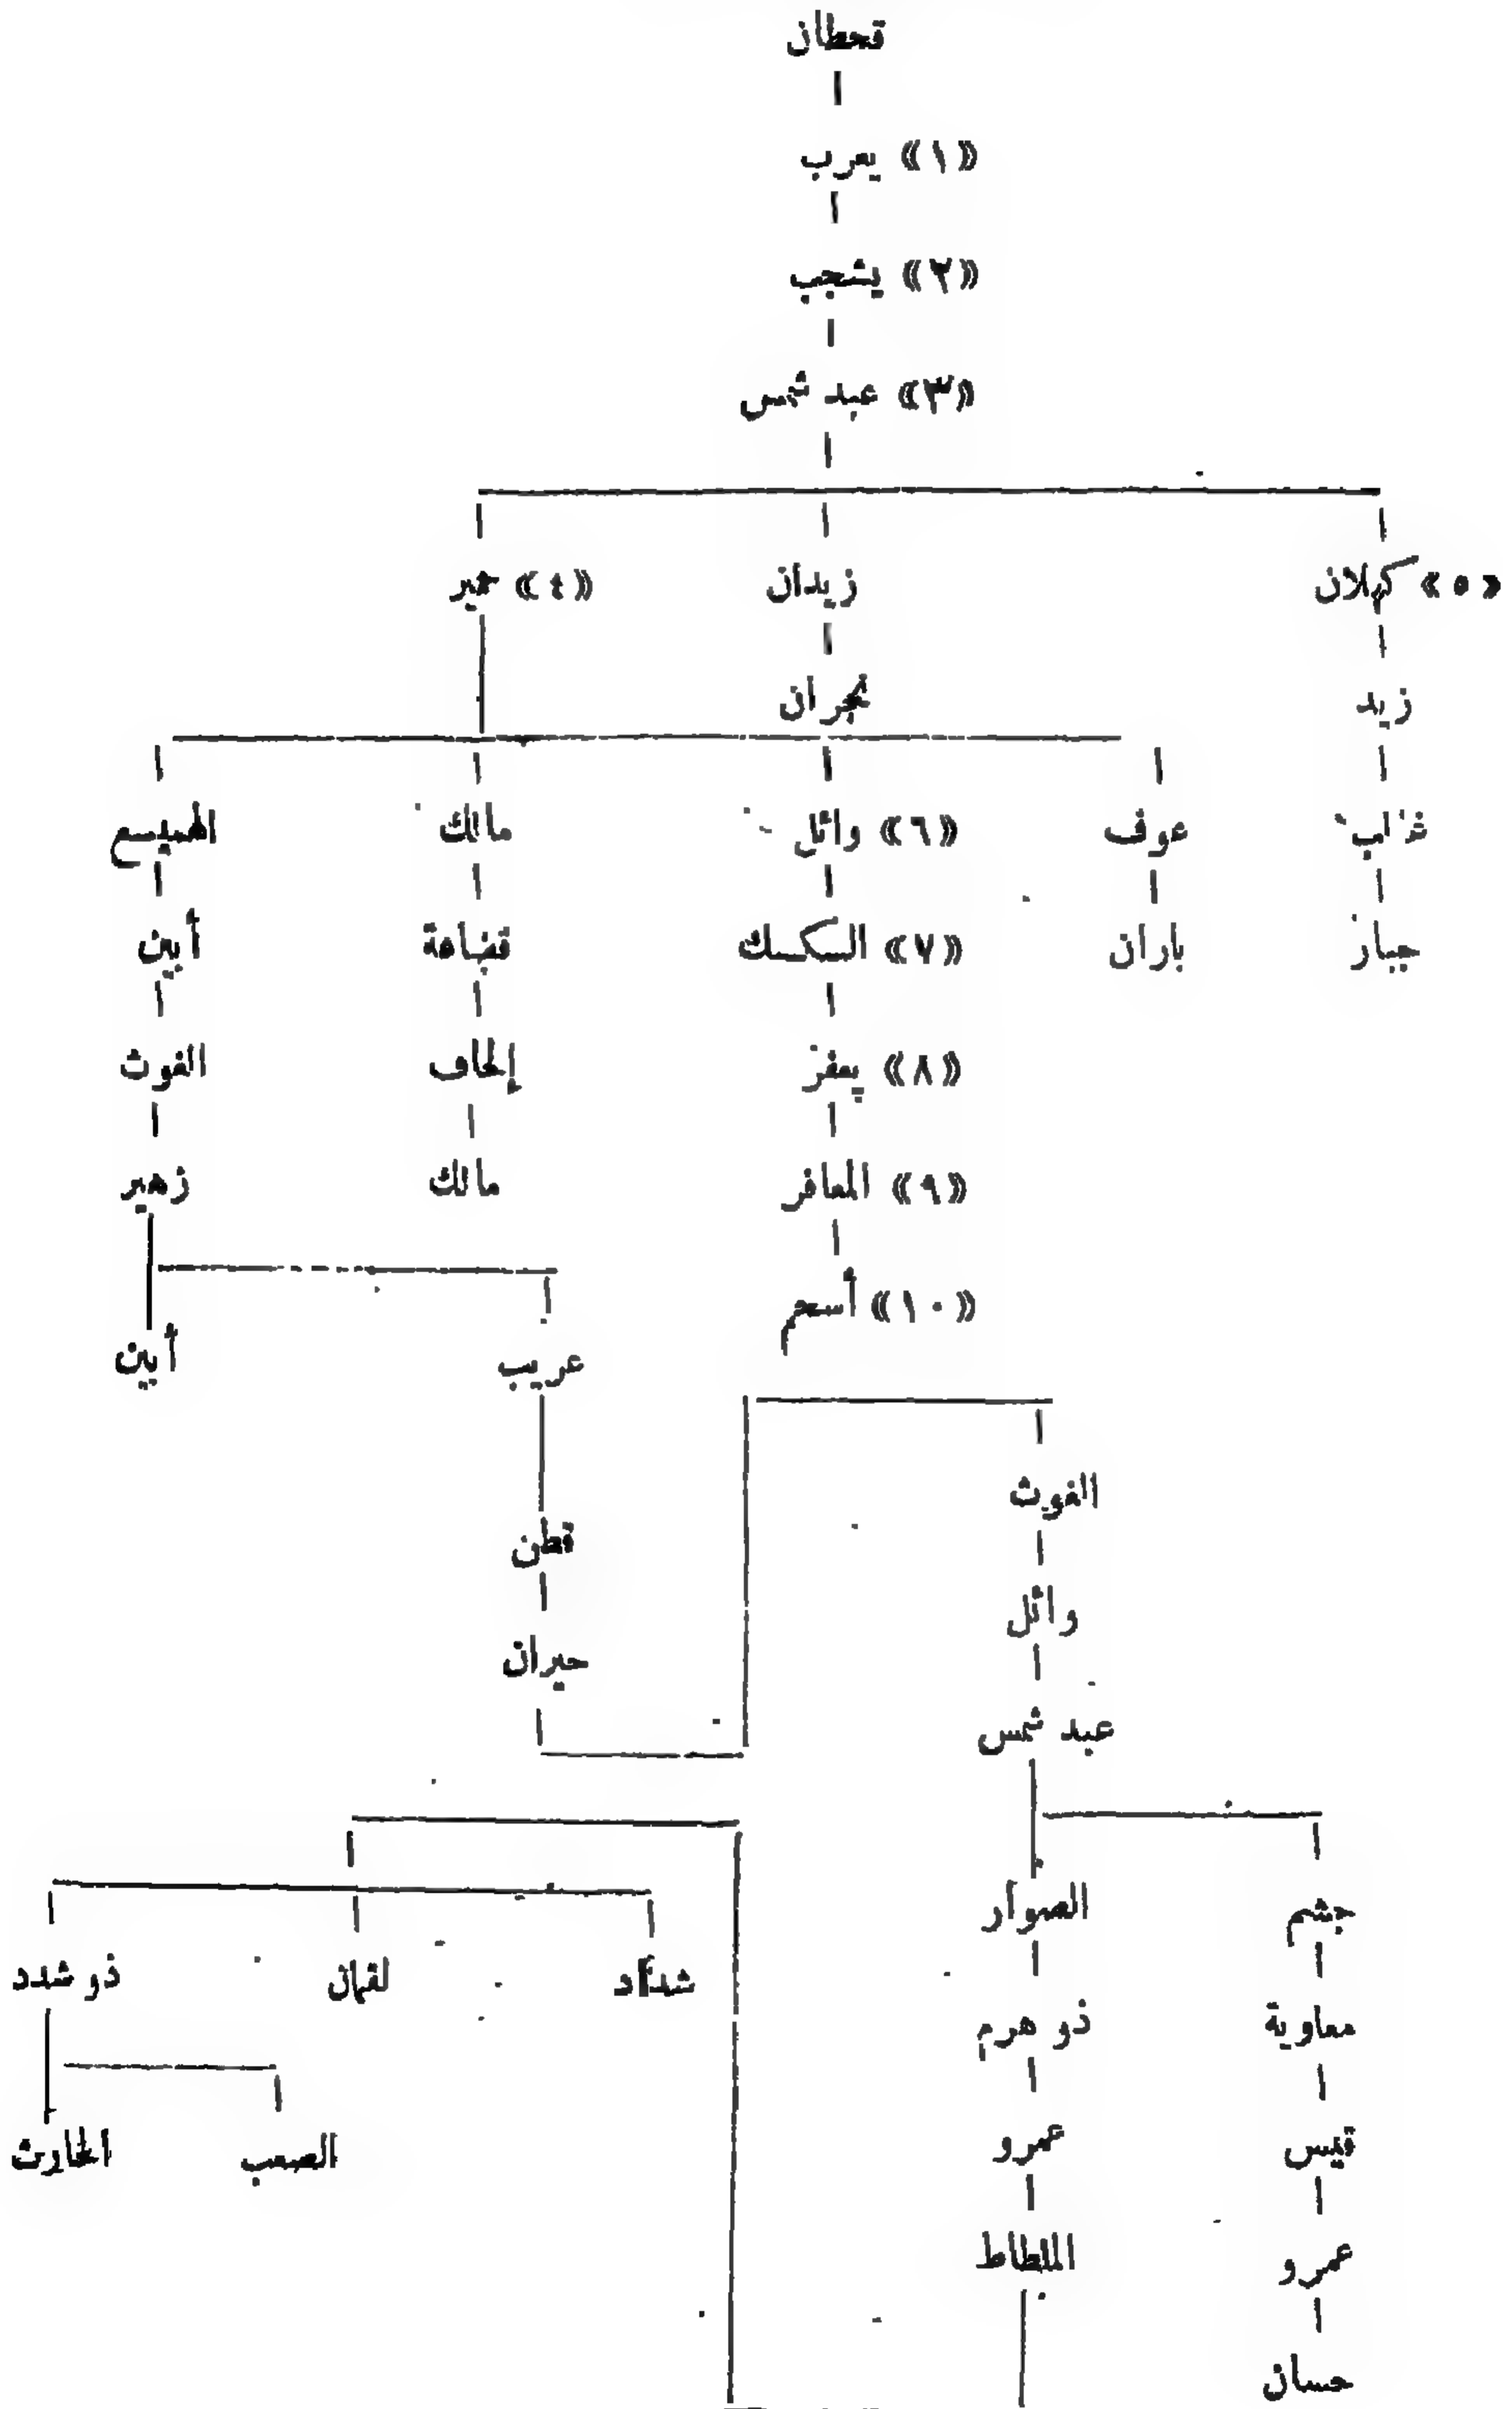 قحطان
«١» يعرب
«٢» يشجب
«٣» عبد شمس
«٥» كهلان زيدان «٤» حمير
زيد نجران
عوف «٦» وائل مالك الهميسع
جبار باران «٧» السكسك قضاعة أبين
«٨» يعفر إلحاف الغوث
«٩» المعافر مالك زهير
«١٠» أسمح
عريب أبين
الغوث
قطن
وائل
حيران
عبد شمس
جشم الصوار
شداد لقمان ذو شدد
معاوية ذو هرم
قيس عمرو الصعب الحارث
عمرو الملطاط
حسان